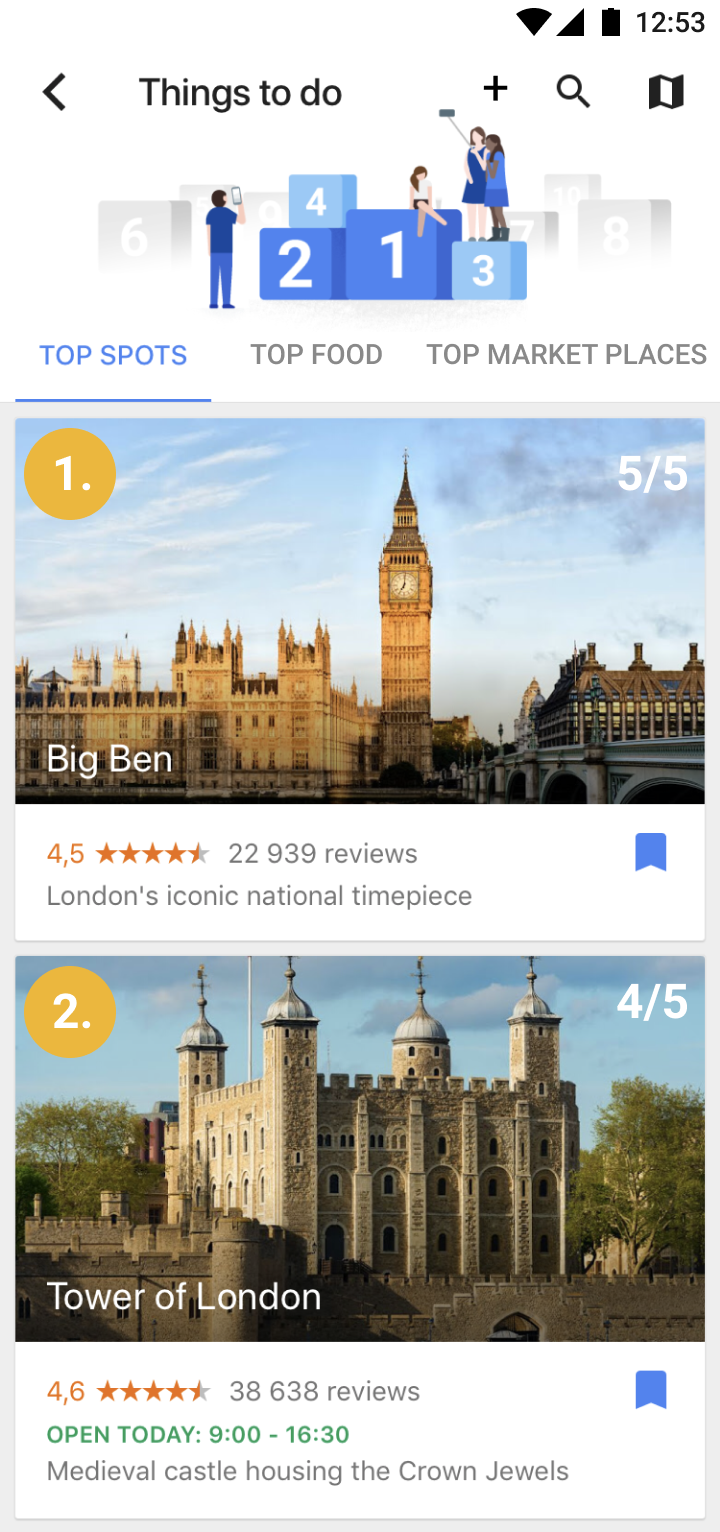 12:53
Things to do
6
5
9
4
2
1
3
7
10
8
TOP SPOTS
TOP FOOD
TOP MARKET PLACES
1.
5/5
Big Ben
4,5
22 939 reviews
London's iconic national timepiece
2.
4/5
Tower of London
4,6
38 638 reviews
OPEN TODAY: 9:00 - 16:30
Medieval castle housing the Crown Jewels